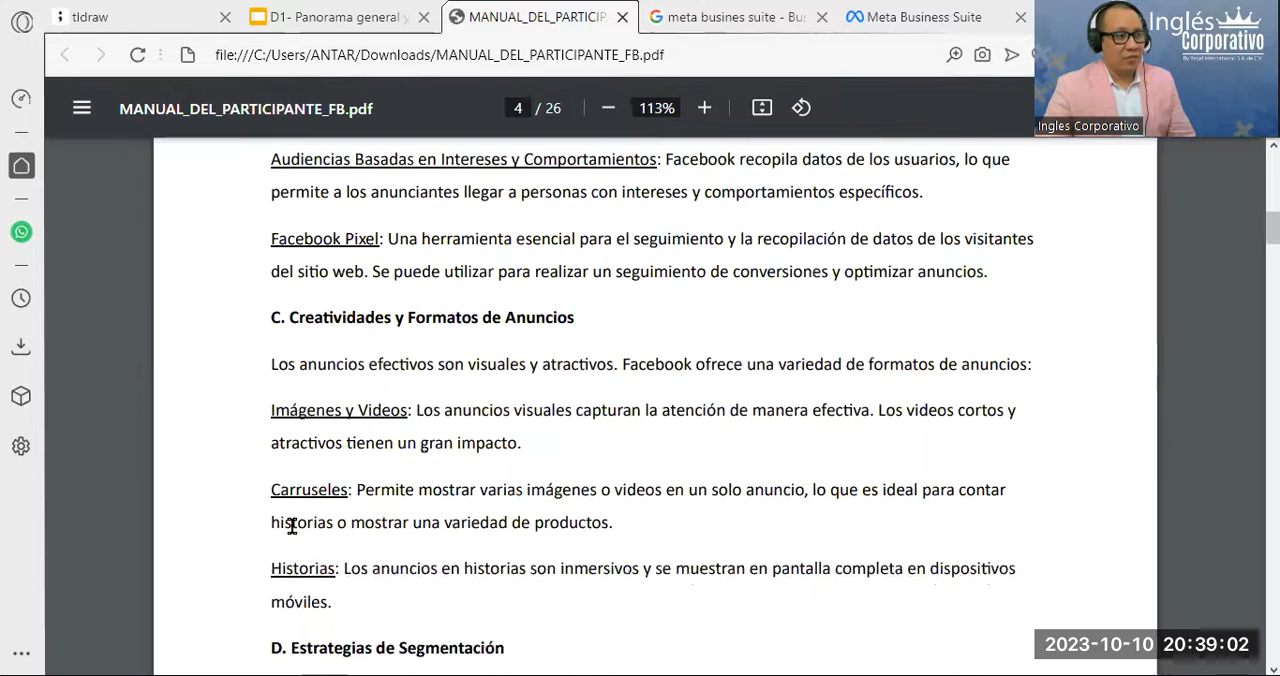 tldraw
D1- Panorama general y
MANUAL_DEL_PARTICIP
meta busines suite - Bus
Meta Business Suite
file:///C:/Users/ANTAR/Downloads/MANUAL_DEL_PARTICIPANTE_FB.pdf
Inglés
Corporativo
Ingles Corporativo
MANUAL_DEL_PARTICIPANTE_FB.pdf
4 / 26
113%
Audiencias Basadas en Intereses y Comportamientos: Facebook recopila datos de los usuarios, lo que
permite a los anunciantes llegar a personas con intereses y comportamientos específicos.
Facebook Pixel: Una herramienta esencial para el seguimiento y la recopilación de datos de los visitantes
del sitio web. Se puede utilizar para realizar un seguimiento de conversiones y optimizar anuncios.
C. Creatividades y Formatos de Anuncios
Los anuncios efectivos son visuales y atractivos. Facebook ofrece una variedad de formatos de anuncios:
Imágenes y Videos: Los anuncios visuales capturan la atención de manera efectiva. Los videos cortos y
atractivos tienen un gran impacto.
Carruseles: Permite mostrar varias imágenes o videos en un solo anuncio, lo que es ideal para contar
historias o mostrar una variedad de productos.
Historias: Los anuncios en historias son inmersivos y se muestran en pantalla completa en dispositivos
móviles.
D. Estrategias de Segmentación
2023-10-10 20:39:02